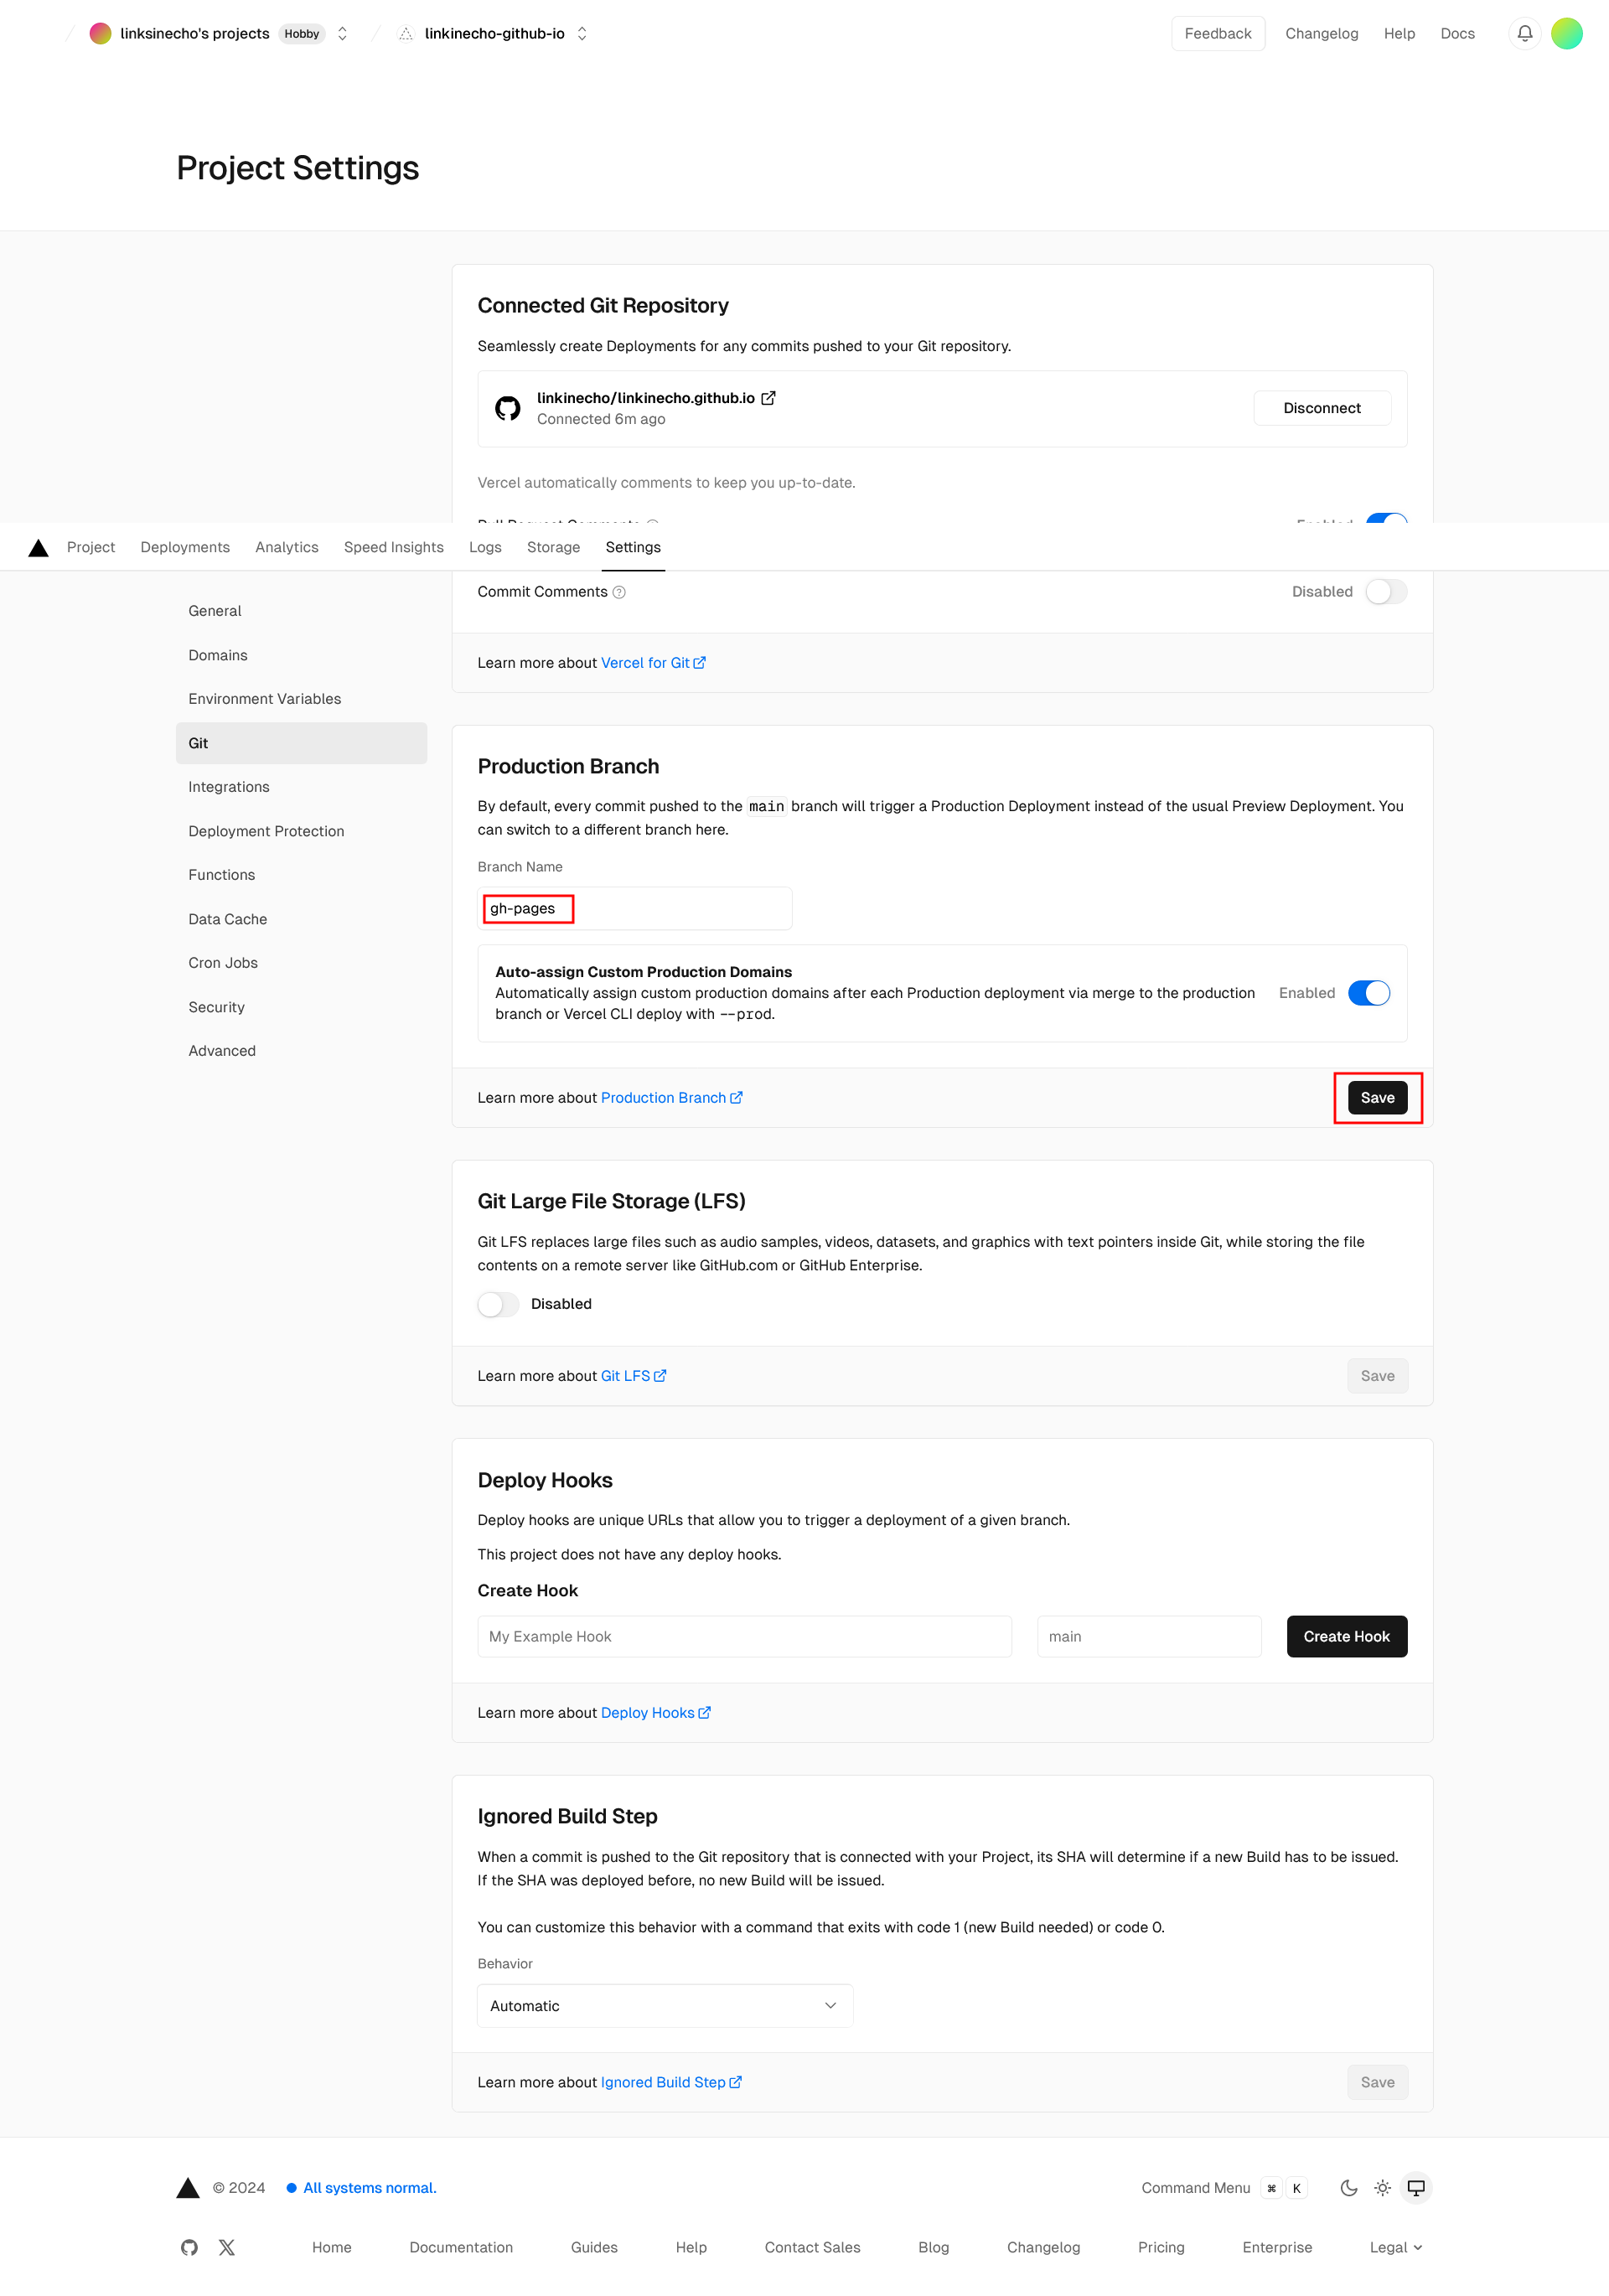 linksinecho's projects Hobby linkinecho-github-io Feedback Changelog Help Docs
Project Settings
Connected Git Repository
Seamlessly create Deployments for any commits pushed to your Git repository.
linkinecho/linkinecho.github.io
Connected 6m ago
Disconnect
Vercel automatically comments to keep you up-to-date.
Project Deployments Analytics Speed Insights Logs Storage Settings
Commit Comments Disabled
Learn more about Vercel for Git
General
Domains
Environment Variables
Git
Integrations
Deployment Protection
Functions
Data Cache
Cron Jobs
Security
Advanced
Production Branch
By default, every commit pushed to the main branch will trigger a Production Deployment instead of the usual Preview Deployment. You
can switch to a different branch here.
Branch Name
gh-pages
Auto-assign Custom Production Domains
Automatically assign custom production domains after each Production deployment via merge to the production
branch or Vercel CLI deploy with --prod.
Enabled
Learn more about Production Branch
Save
Git Large File Storage (LFS)
Git LFS replaces large files such as audio samples, videos, datasets, and graphics with text pointers inside Git, while storing the file
contents on a remote server like GitHub.com or GitHub Enterprise.
Disabled
Learn more about Git LFS
Save
Deploy Hooks
Deploy hooks are unique URLs that allow you to trigger a deployment of a given branch.
This project does not have any deploy hooks.
Create Hook
My Example Hook main Create Hook
Learn more about Deploy Hooks
Ignored Build Step
When a commit is pushed to the Git repository that is connected with your Project, its SHA will determine if a new Build has to be issued.
If the SHA was deployed before, no new Build will be issued.
You can customize this behavior with a command that exits with code 1 (new Build needed) or code 0.
Behavior
Automatic
Learn more about Ignored Build Step
Save
© 2024 All systems normal. Command Menu ⌘ K
Home Documentation Guides Help Contact Sales Blog Changelog Pricing Enterprise Legal